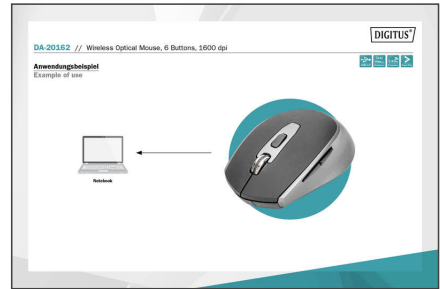 DIGITUS®
DA-20162 // Wireless Optical Mouse, 6 Buttons, 1600 dpi
Anwendungsbeispiel
Example of use
Notebook